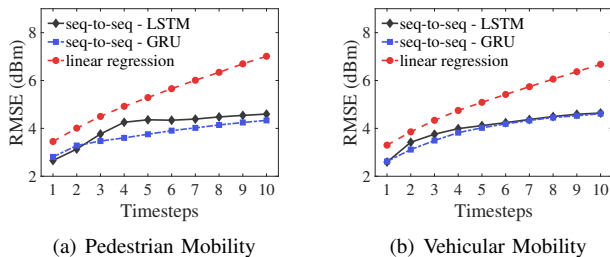 8
6
4
2
RMSE (dBm)
seq-to-seq - LSTM
seq-to-seq - GRU
linear regression
1 2 3 4 5 6 7 8 9 10
Timesteps
(a) Pedestrian Mobility
8
6
4
2
RMSE (dBm)
seq-to-seq - LSTM
seq-to-seq - GRU
linear regression
1 2 3 4 5 6 7 8 9 10
Timesteps
(b) Vehicular Mobility